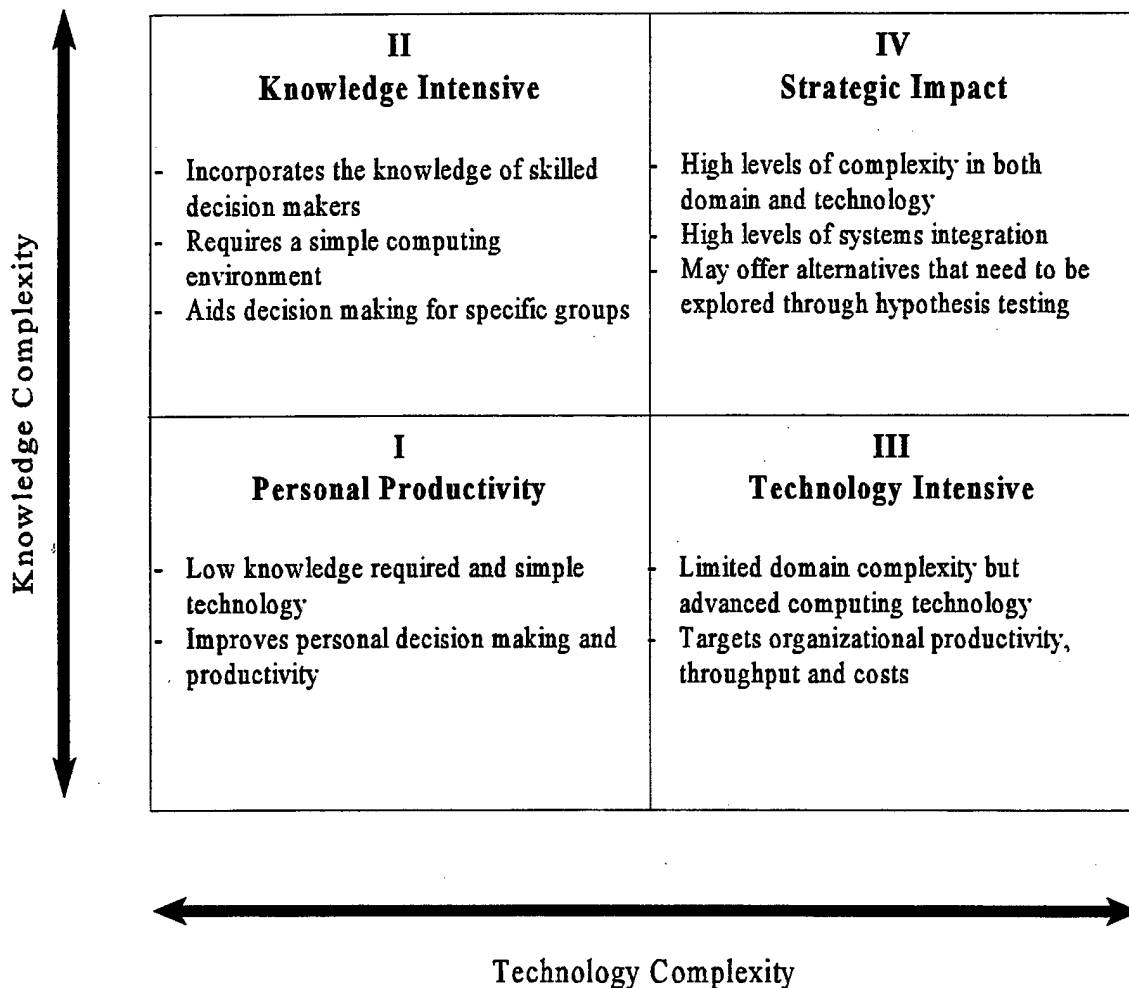 Knowledge Complexity
II
Knowledge Intensive
- Incorporates the knowledge of skilled
decision makers
- Requires a simple computing
environment
- Aids decision making for specific groups
IV
Strategic Impact
- High levels of complexity in both
domain and technology
- High levels of systems integration
- May offer alternatives that need to be
explored through hypothesis testing
I
Personal Productivity
- Low knowledge required and simple
technology
- Improves personal decision making and
productivity
III
Technology Intensive
- Limited domain complexity but
advanced computing technology
- Targets organizational productivity,
throughput and costs
Technology Complexity